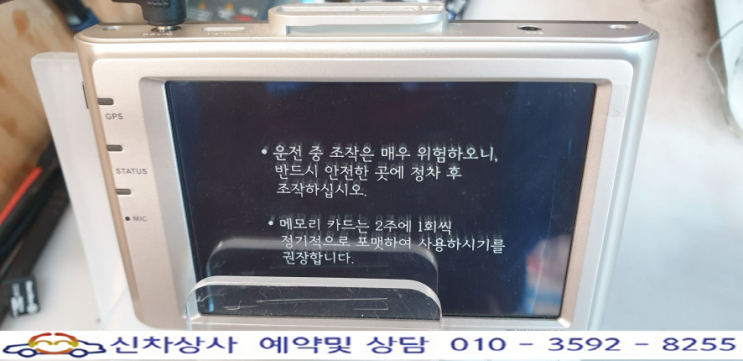 GPS
STATUS
MIC
• 운전 중 조작은 매우 위험하오니,
반드시 안전한 곳에 정차 후
조작하십시오.
• 메모리 카드는 2주에 1회씩
정기적으로 포맷하여 사용하시기를
권장합니다.
신차상사 예약및 상담 010 - 3592 - 8255